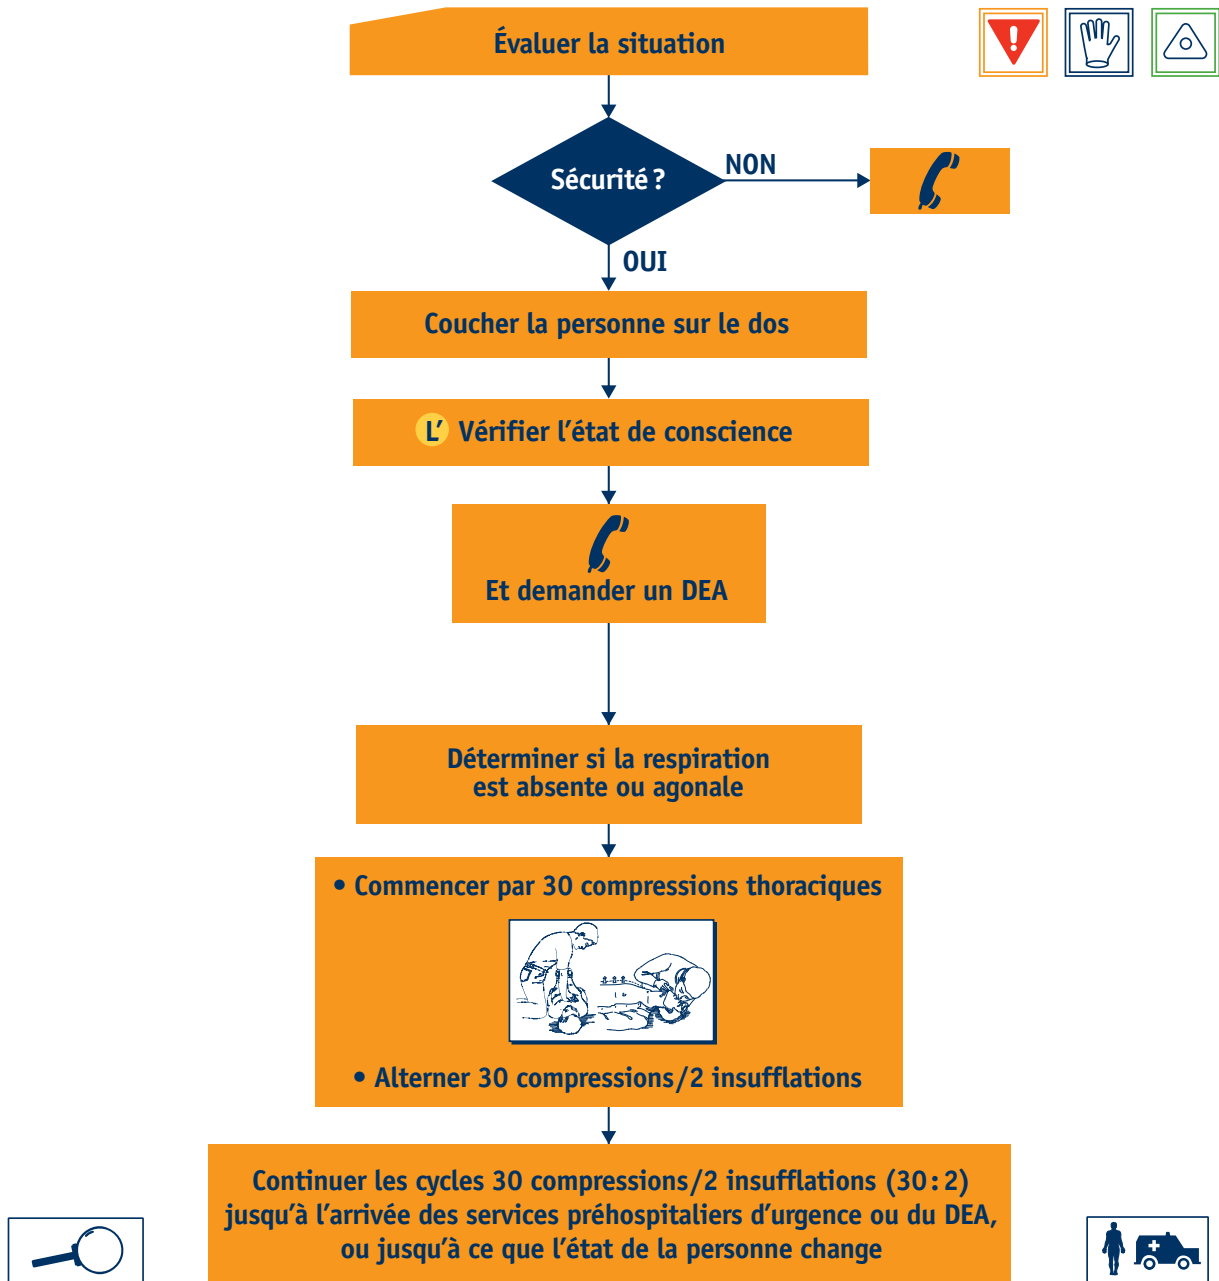 Évaluer la situation
Sécurité ?
NON
OUI
Coucher la personne sur le dos
L’ Vérifier l’état de conscience
Et demander un DEA
Déterminer si la respiration
est absente ou agonale
• Commencer par 30 compressions thoraciques
• Alterner 30 compressions/2 insufflations
Continuer les cycles 30 compressions/2 insufflations (30 : 2)
jusqu’à l’arrivée des services préhospitaliers d’urgence ou du DEA,
ou jusqu’à ce que l’état de la personne change